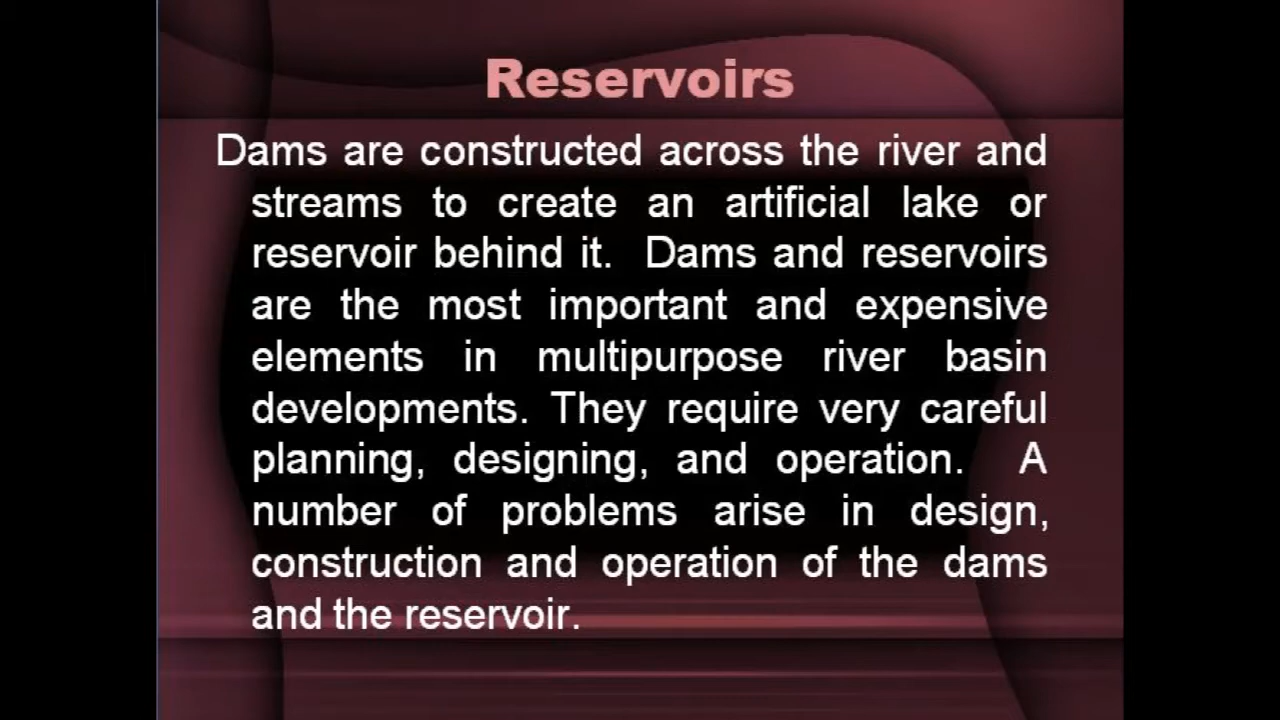 Reservoirs
Dams are constructed across the river and
streams to create an artificial lake or
reservoir behind it. Dams and reservoirs
are the most important and expensive
elements in multipurpose river basin
developments. They require very careful
planning, designing, and operation. A
number of problems arise in design,
construction and operation of the dams
and the reservoir.